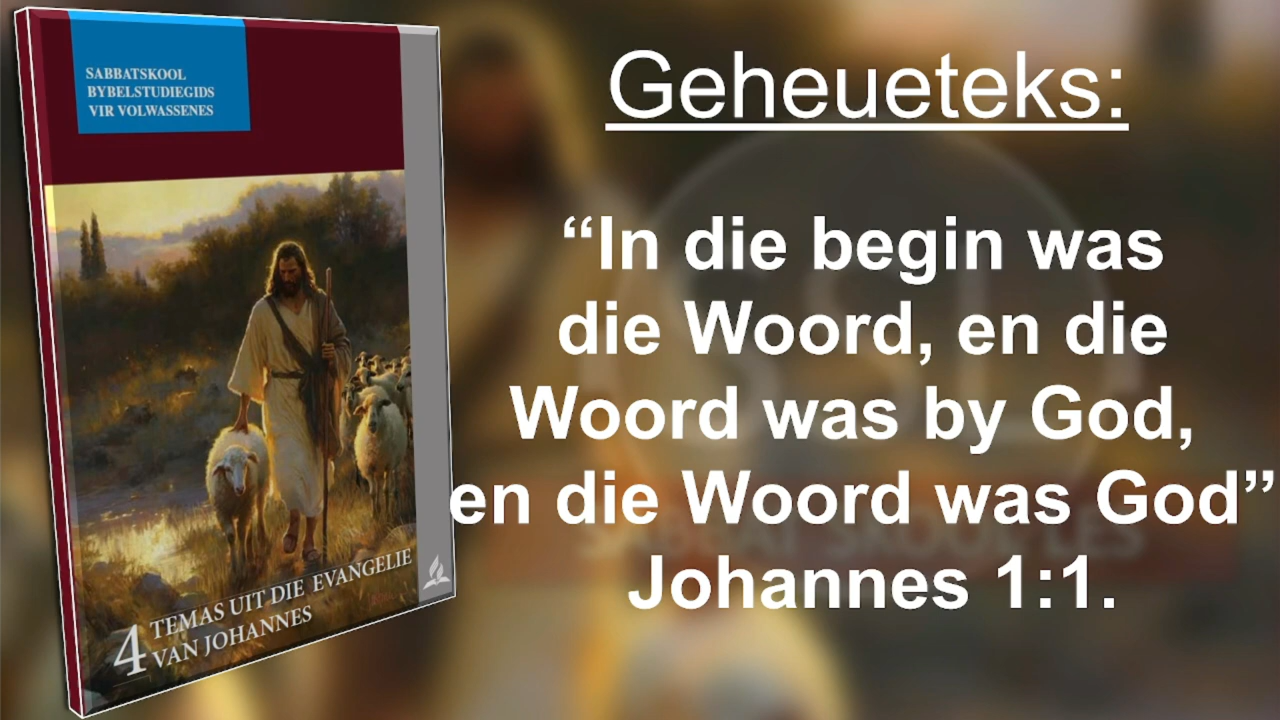 SABBATSKOOL
BYBELSTUDIEGIDS
VIR VOLWASSENES
4 TEMAS UIT DIE EVANGELIE
VAN JOHANNES
Geheueteks:
“In die begin was
die Woord, en die
Woord was by God,
en die Woord was God”
Johannes 1:1.